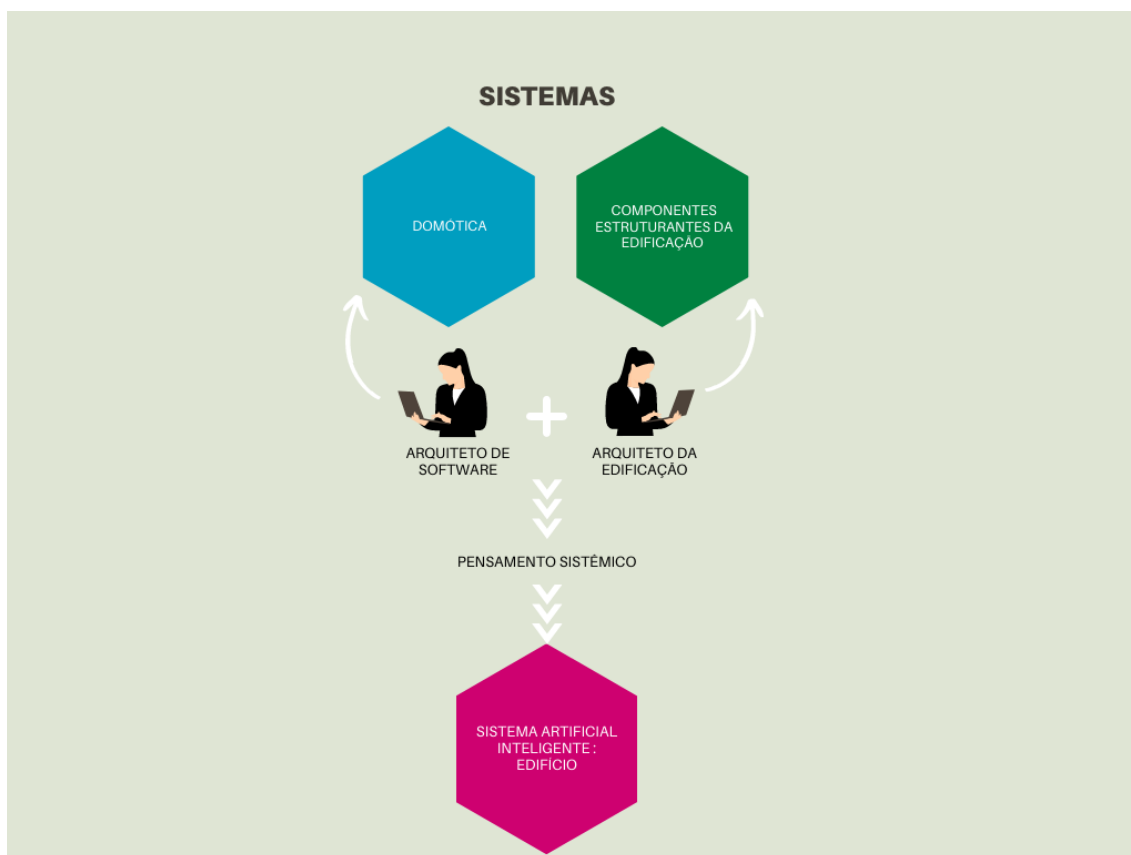 SISTEMAS
DOMÓTICA
COMPONENTES
ESTRUTURANTES DA
EDIFICAÇÃO
ARQUITETO DE
SOFTWARE
ARQUITETO DA
EDIFICAÇÃO
PENSAMENTO SISTÊMICO
SISTEMA ARTIFICIAL
INTELIGENTE :
EDIFÍCIO